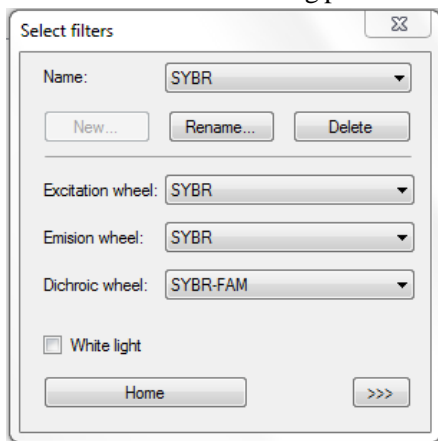 Select filters
Name: SYBR
New... Rename... Delete
Excitation wheel: SYBR
Emision wheel: SYBR
Dichroic wheel: SYBR-FAM
White light
Home >>>